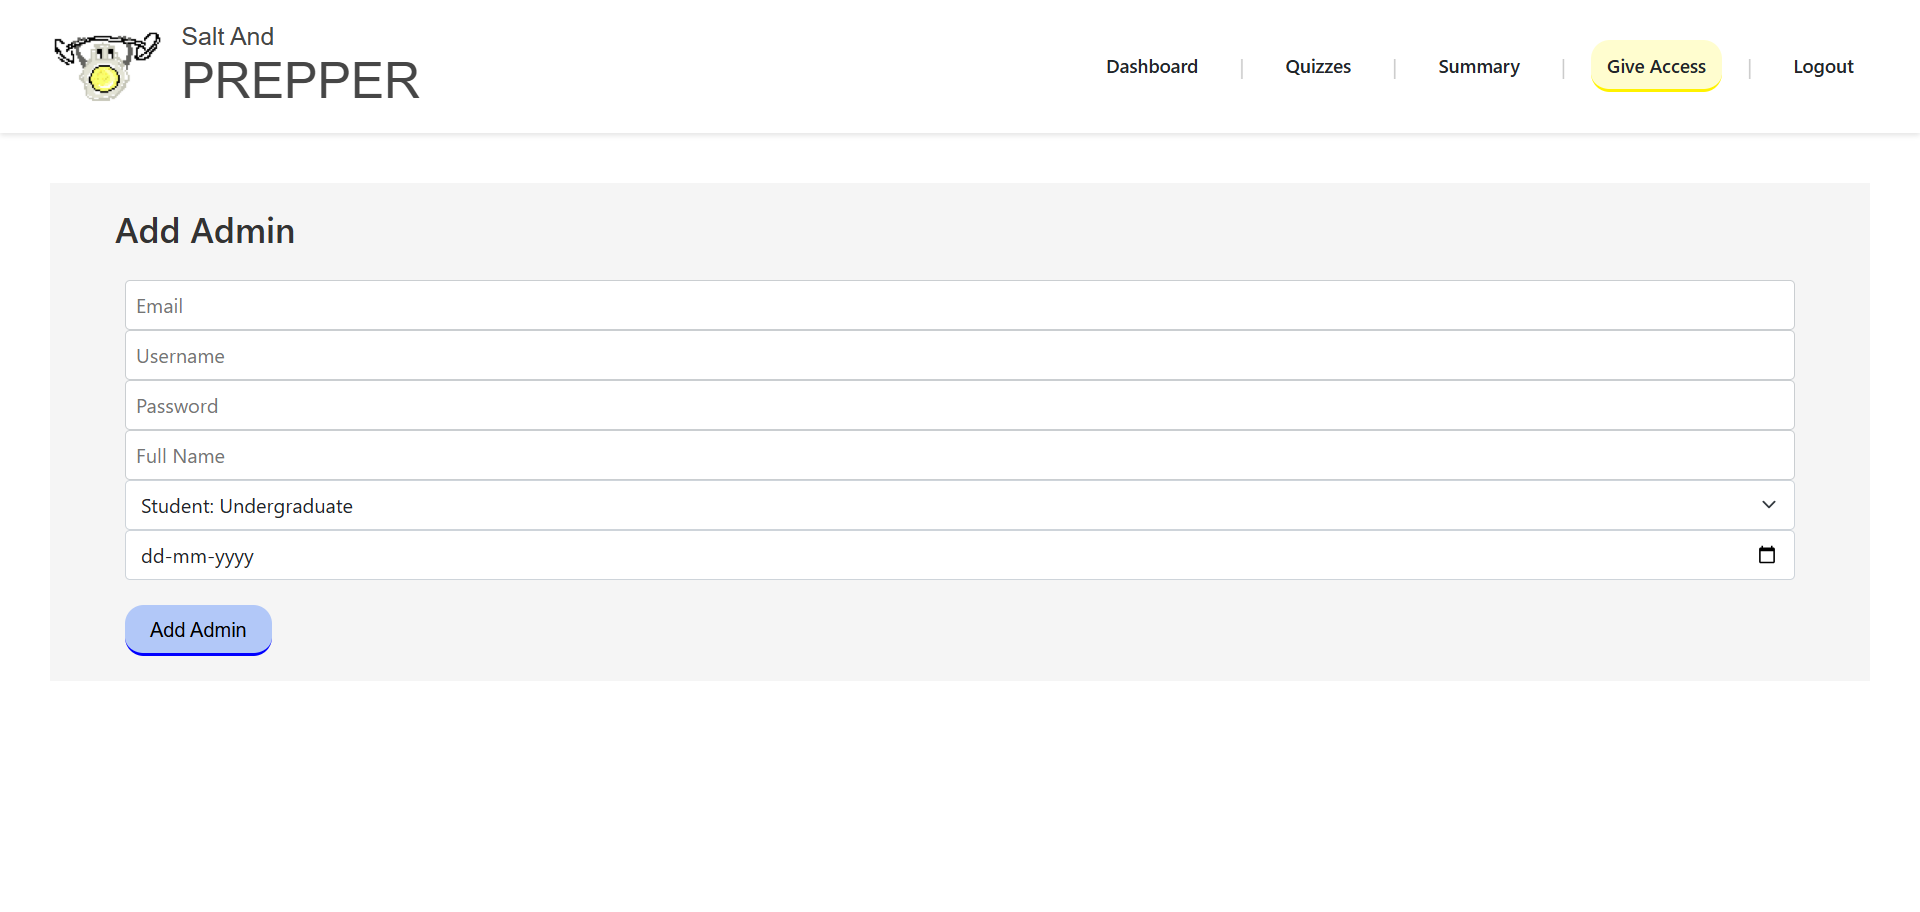 Salt And
PREPPER
Dashboard | Quizzes | Summary | Give Access | Logout
Add Admin
Email
Username
Password
Full Name
Student: Undergraduate
dd-mm-yyyy
Add Admin